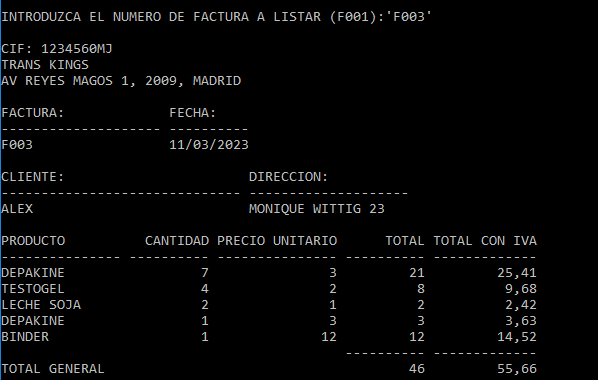 INTRODUZCA EL NUMERO DE FACTURA A LISTAR (F001):'F003'
CIF: 1234560MJ
TRANS KINGS
AV REYES MAGOS 1, 2009, MADRID
FACTURA:             FECHA:
-------------------- ----------
F003                 11/03/2023
CLIENTE:                       DIRECCION:
------------------------------ --------------------
ALEX                           MONIQUE WITTIG 23
PRODUCTO          CANTIDAD PRECIO UNITARIO      TOTAL TOTAL CON IVA
--------------- ---------- --------------- ---------- -------------
DEPAKINE                 7               3         21         25,41
TESTOGEL                 4               2          8          9,68
LECHE SOJA               2               1          2          2,42
DEPAKINE                 1               3          3          3,63
BINDER                   1              12         12         14,52
                                           ---------- -------------
TOTAL GENERAL                                      46         55,66